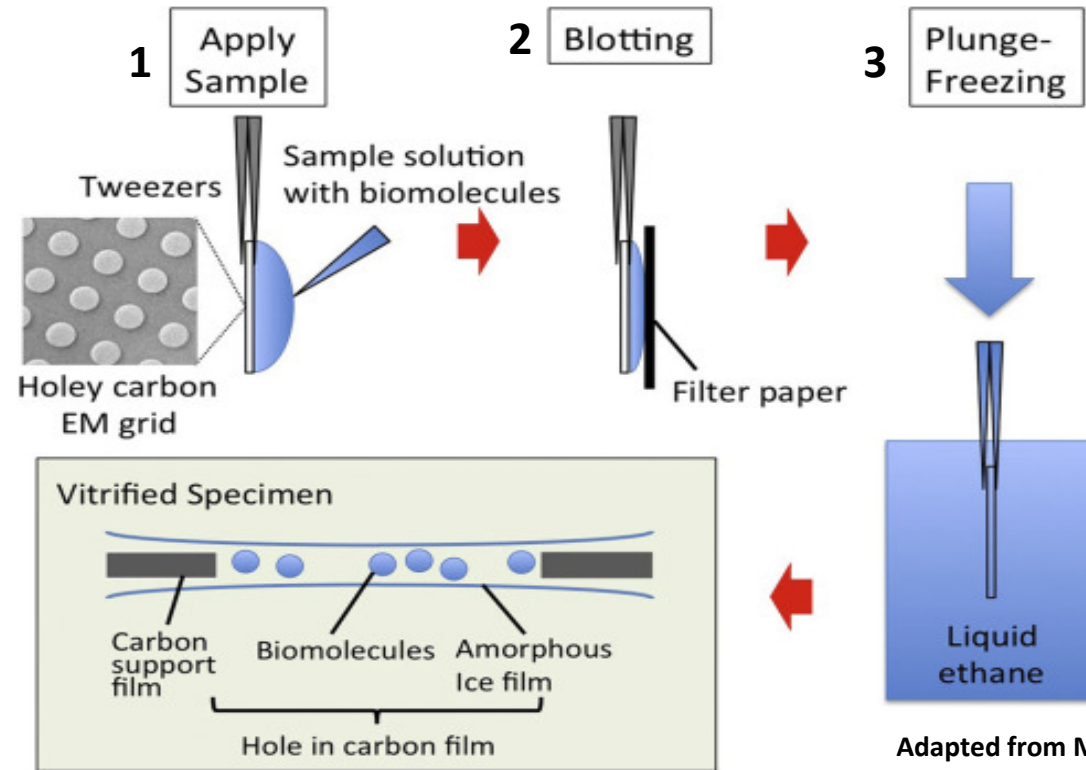 1
Apply
Sample
2
Blotting
3
Plunge-
Freezing
Tweezers
Sample solution
with biomolecules
Holey carbon
EM grid
Filter paper
Liquid
ethane
Vitrified Specimen
Carbon
support
film
Biomolecules
Amorphous
Ice film
Hole in carbon film
Adapted from